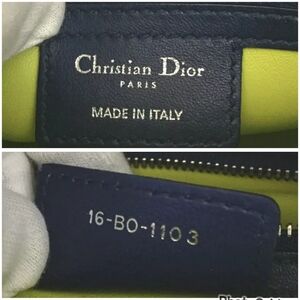 Christian Dior
PARIS
MADE IN ITALY
16-BO-1103